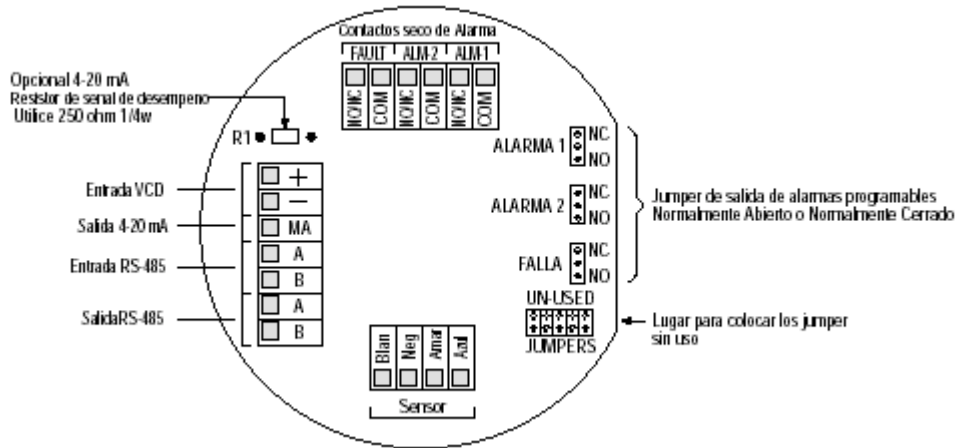 Contactos seco de Alarma
FAULT ALM-2 ALM-1
NO/NC COM NO/NC COM NO/NC COM
Opcional 4-20 mA
Resistor de senal de desempeno
Utilice 250 ohm 1/4w
R1
ALARMA 1 NC
NO
ALARMA 2 NC
NO
FALLA NC
NO
Jumper de salida de alarmas programables
Normalmente Abierto o Normalmente Cerrado
Entrada VCD + −
Salida 4-20 mA MA
Entrada RS-485 A
B
SalidaRS-485 A
B
UN-USED
JUMPERS
Lugar para colocar los jumper
sin uso
Blan Neg Amar Azul
Sensor